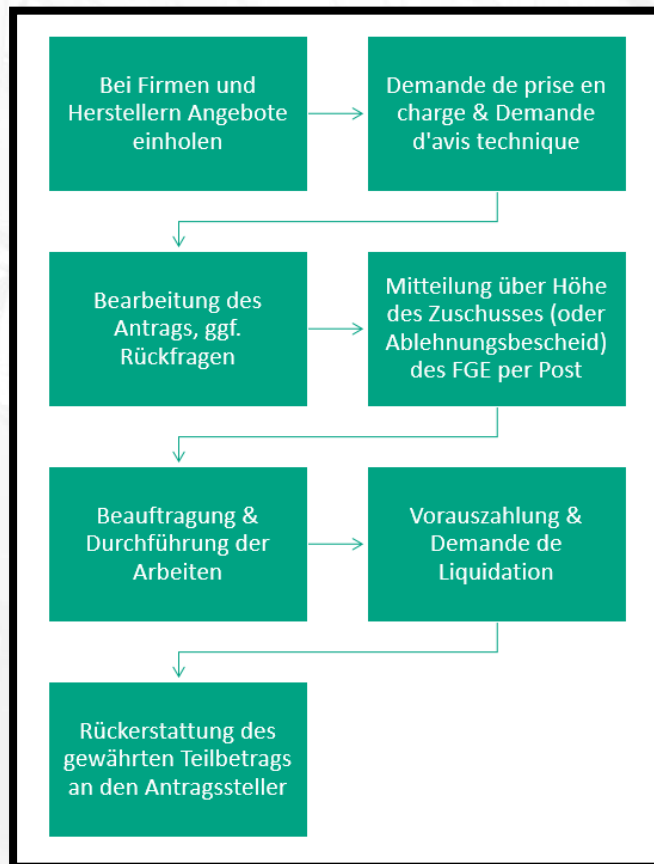 Bei Firmen und
Herstellern Angebote
einholen
Demande de prise en
charge & Demande
d'avis technique
Bearbeitung des
Antrags, ggf.
Rückfragen
Mitteilung über Höhe
des Zuschusses (oder
Ablehnungsbescheid)
des FGE per Post
Beauftragung &
Durchführung der
Arbeiten
Vorauszahlung &
Demande de
Liquidation
Rückerstattung des
gewährten Teilbetrags
an den Antragssteller